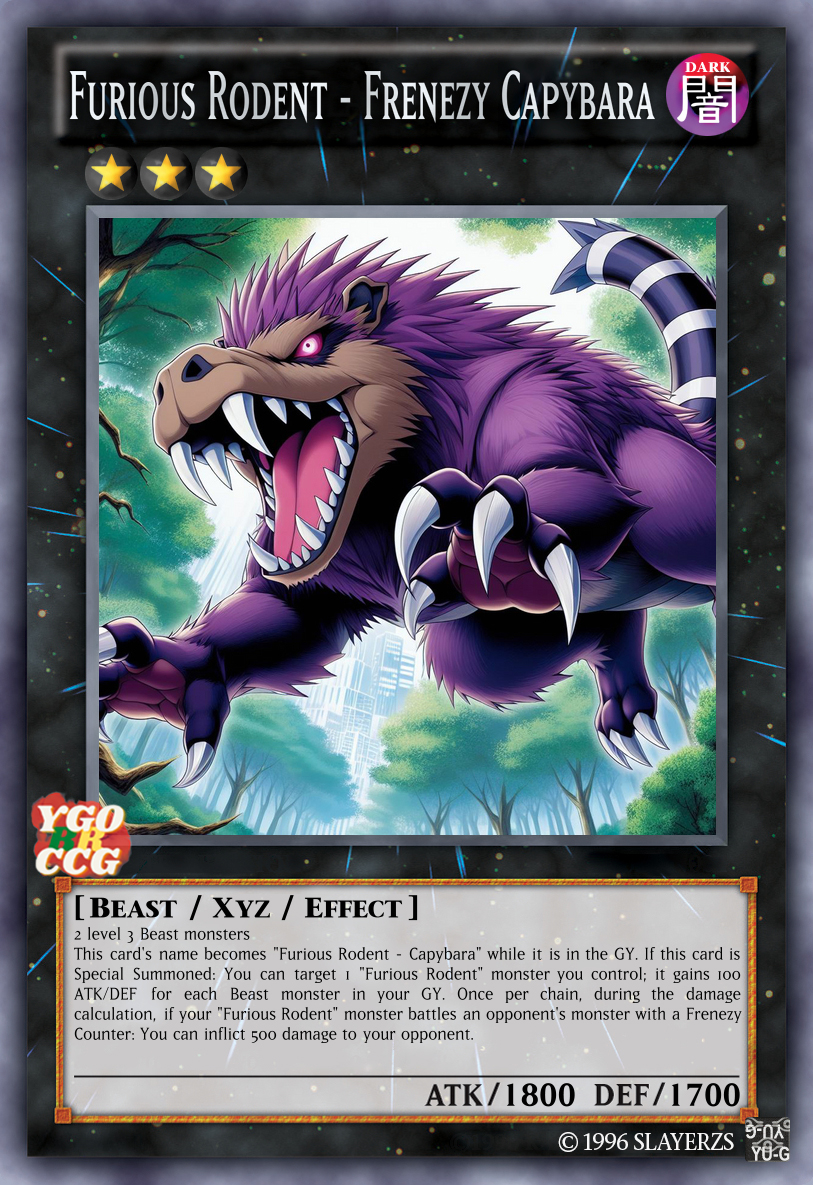 Furious Rodent - Frenezy Capybara
DARK
闇
YGO
RR
CCG
[ Beast / Xyz / Effect ]
2 level 3 Beast monsters
This card's name becomes "Furious Rodent - Capybara" while it is in the GY. If this card is
Special Summoned: You can target 1 "Furious Rodent" monster you control; it gains 100
ATK/DEF for each Beast monster in your GY. Once per chain, during the damage
calculation, if your "Furious Rodent" monster battles an opponent's monster with a Frenezy
Counter: You can inflict 500 damage to your opponent.
ATK/1800 DEF/1700
© 1996 SLAYERZS
YU-G
YU-G